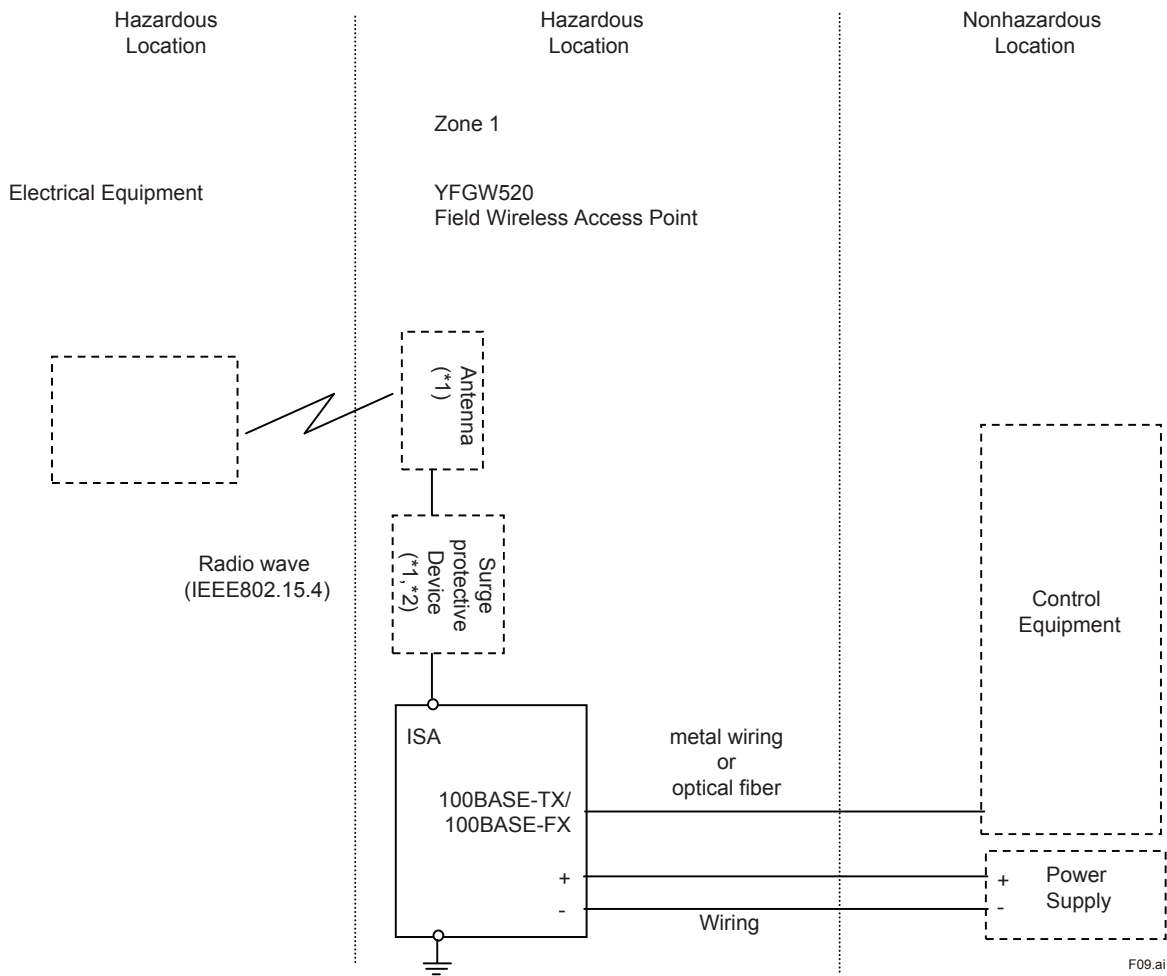 Hazardous
Location
Hazardous
Location
Nonhazardous
Location
Zone 1
Electrical Equipment
YFGW520
Field Wireless Access Point
Antenna
(*1)
Radio wave
(IEEE802.15.4)
Surge
protective
Device
(*1,*2)
Control
Equipment
ISA
metal wiring
or
optical fiber
100BASE-TX/
100BASE-FX
+
-
Wiring
+
-
Power
Supply
F09.ai